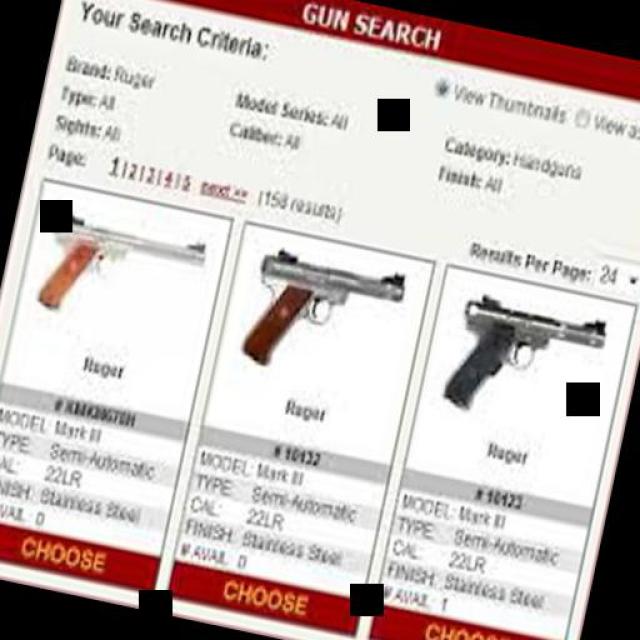 GUN SEARCH
Your Search Criteria:
View Thumbnails
Brand: Ruger
Model Series: All
Category: Handguns
Type: All
Caliber: All
Finish: All
Sights: All
Page: 1|2|3|4|5 next >> (158 results)
Results Per Page: 24
Ruger
MODEL: Mark III
TYPE: Semi-Automatic
CAL: 22LR
FINISH: Stainless Steel
AVAIL: 0
CHOOSE
Ruger
# 10132
MODEL: Mark III
TYPE: Semi-Automatic
CAL: 22LR
FINISH: Stainless Steel
# AVAIL: 0
CHOOSE
Ruger
MODEL: Mark III
TYPE: Semi-Automatic
CAL: 22LR
FINISH: Stainless Steel
# AVAIL: 1
CHOOSE